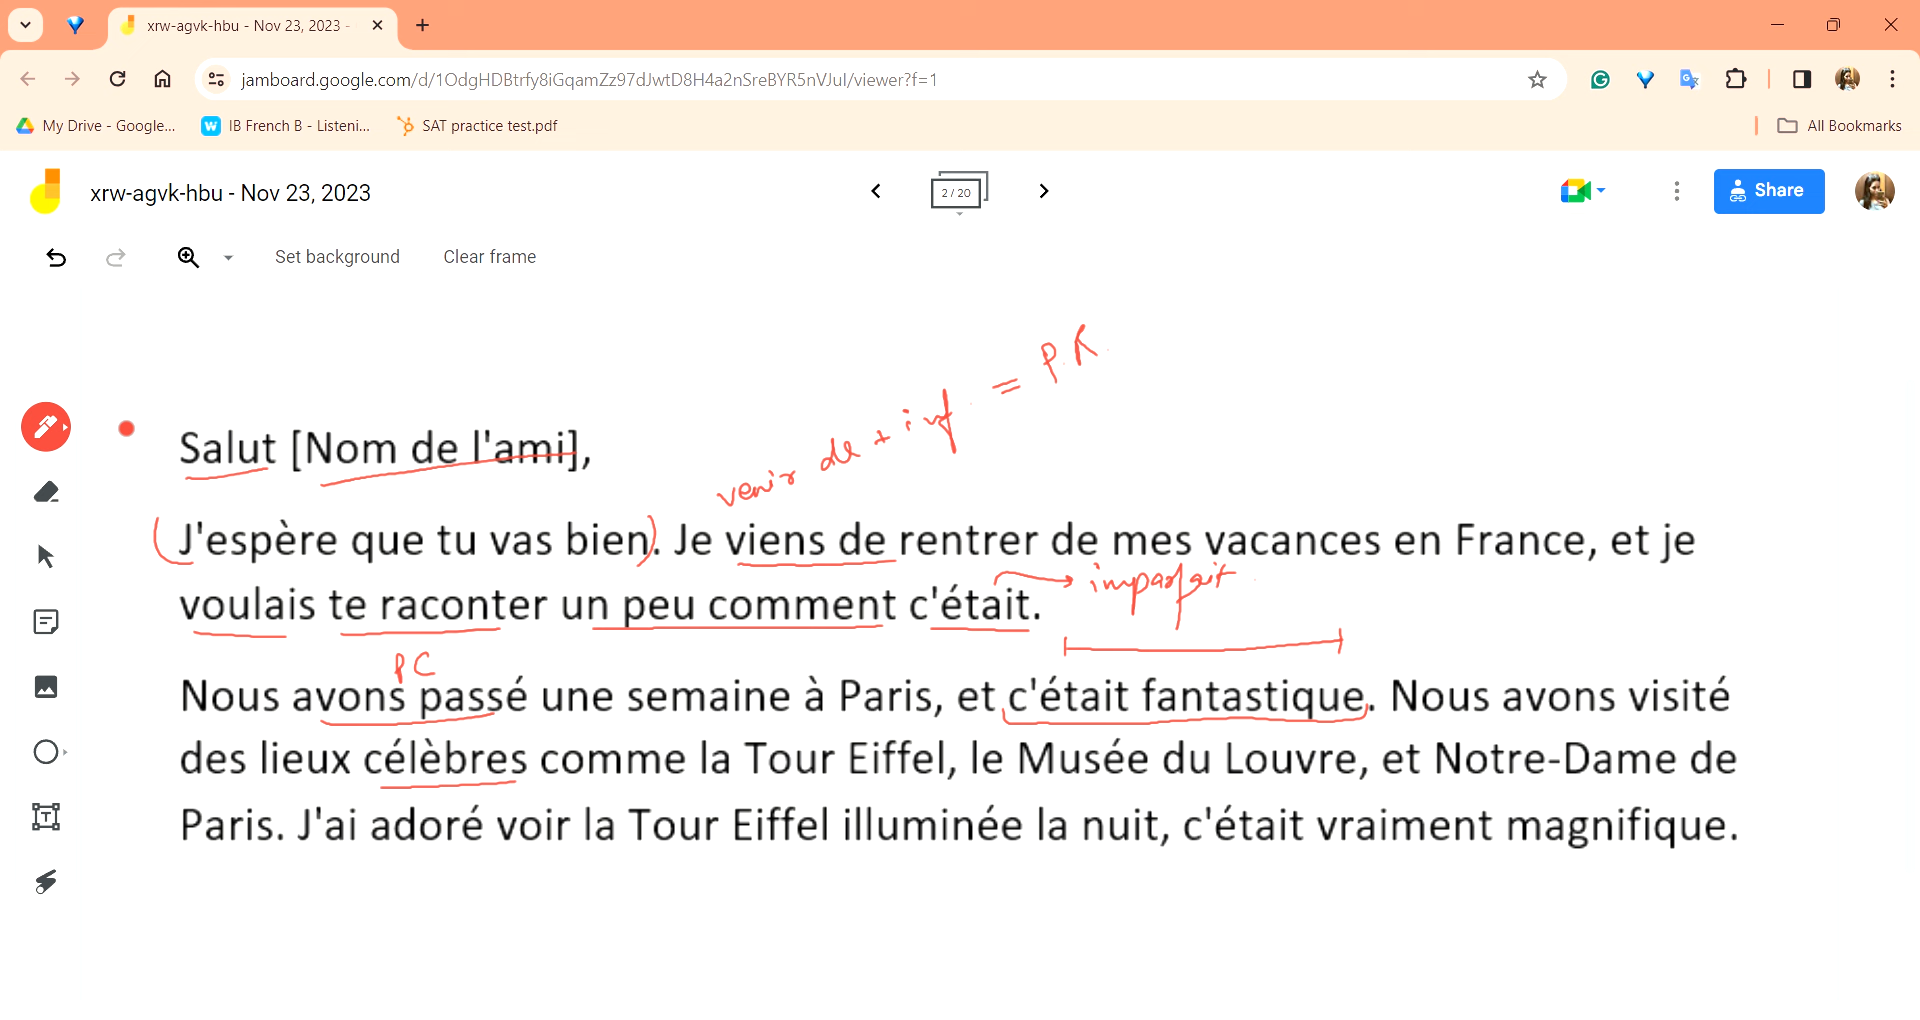 xrw-agvk-hbu - Nov 23, 2023 -
jamboard.google.com/d/1OdgHDBtrfy8iGqamZz97dJwtD8H4a2nSreBYR5nVJuI/viewer?f=1
My Drive - Google... IB French B - Listeni... SAT practice test.pdf All Bookmarks
xrw-agvk-hbu - Nov 23, 2023 2 / 20 Share
Set background Clear frame
venir de + inf = P.R.
Salut [Nom de l'ami],
J'espère que tu vas bien. Je viens de rentrer de mes vacances en France, et je
imparfait
voulais te raconter un peu comment c'était.
PC
Nous avons passé une semaine à Paris, et c'était fantastique. Nous avons visité
des lieux célèbres comme la Tour Eiffel, le Musée du Louvre, et Notre-Dame de
Paris. J'ai adoré voir la Tour Eiffel illuminée la nuit, c'était vraiment magnifique.